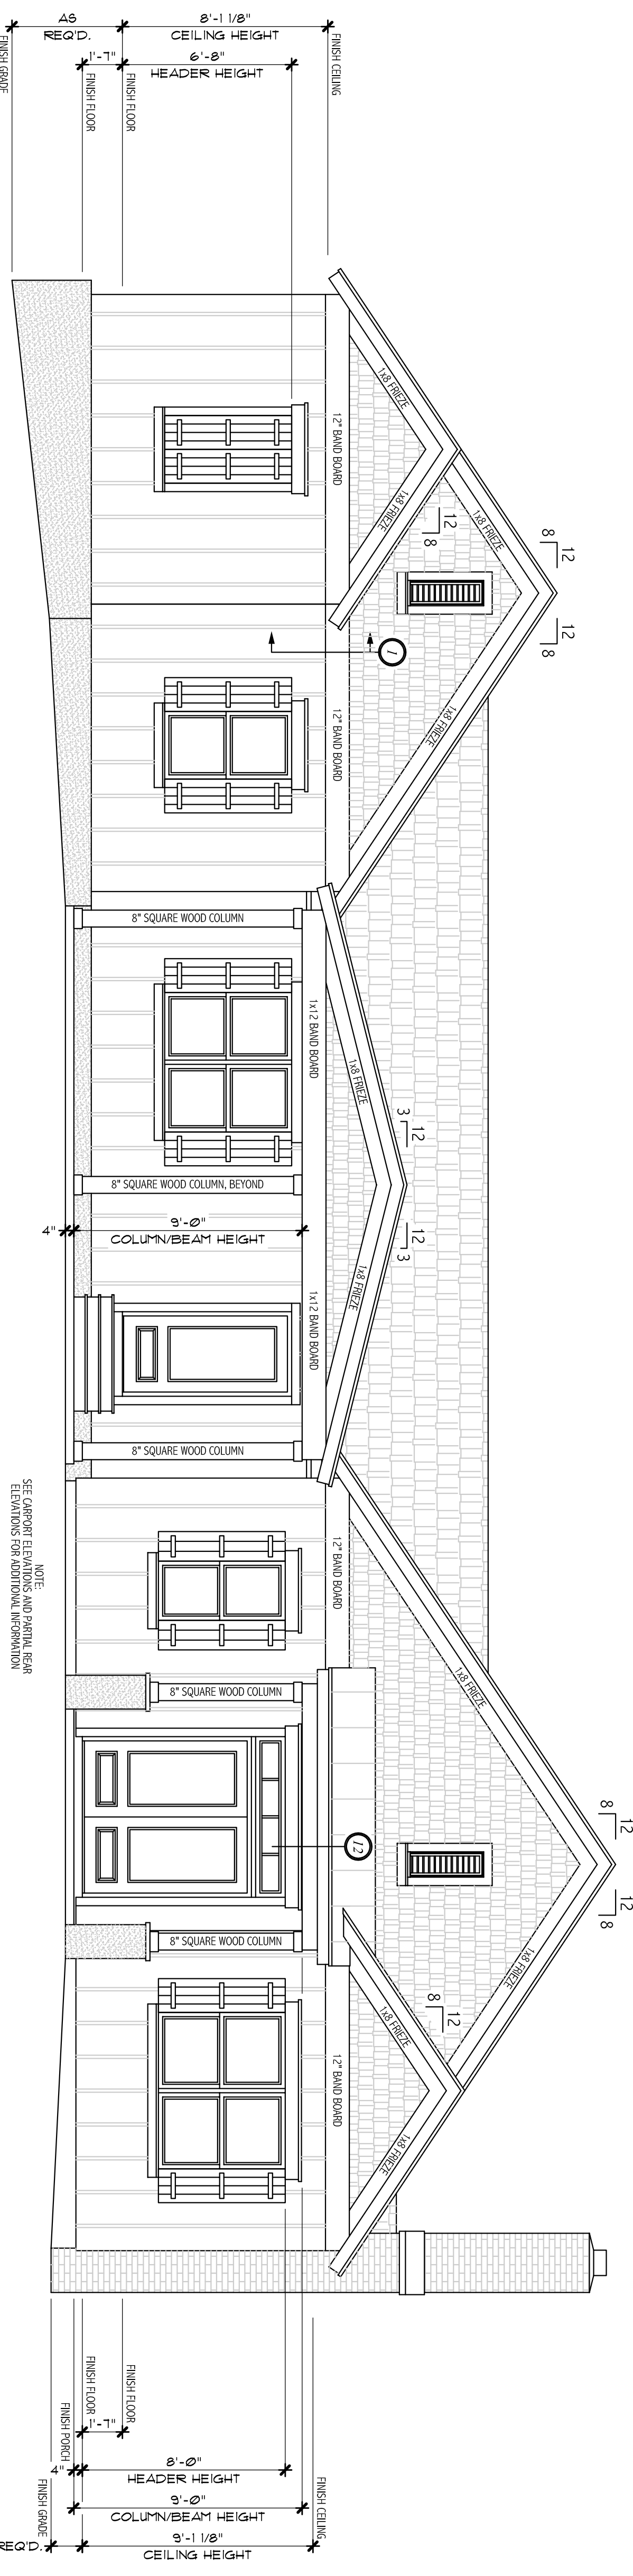 AS
REQ'D.
8'-1 1/8"
CEILING HEIGHT
1'-7"
6'-8"
HEADER HEIGHT
FINISH GRADE
FINISH FLOOR
FINISH FLOOR
FINISH CEILING
1x8 FRIEZE
12" BAND BOARD
1x8 FRIEZE
1x8 FRIEZE
12
8
12
8
12
8
1
12" BAND BOARD
1x8 FRIEZE
8" SQUARE WOOD COLUMN
1x12 BAND BOARD
1x8 FRIEZE
12
3
8" SQUARE WOOD COLUMN, BEYOND
4"
9'-0"
COLUMN/BEAM HEIGHT
12
3
1x12 BAND BOARD
1x8 FRIEZE
8" SQUARE WOOD COLUMN
NOTE:
SEE CARPORT ELEVATIONS AND PARTIAL REAR
ELEVATIONS FOR ADDITIONAL INFORMATION
12" BAND BOARD
1x8 FRIEZE
8" SQUARE WOOD COLUMN
12
8
12
12
8
8" SQUARE WOOD COLUMN
1x8 FRIEZE
12
8
1x8 FRIEZE
12" BAND BOARD
1x8 FRIEZE
FINISH FLOOR
FINISH FLOOR
1'-7"
FINISH PORCH
4"
8'-0"
HEADER HEIGHT
FINISH GRADE
9'-0"
COLUMN/BEAM HEIGHT
FINISH CEILING
REQ'D.
9'-1 1/8"
CEILING HEIGHT